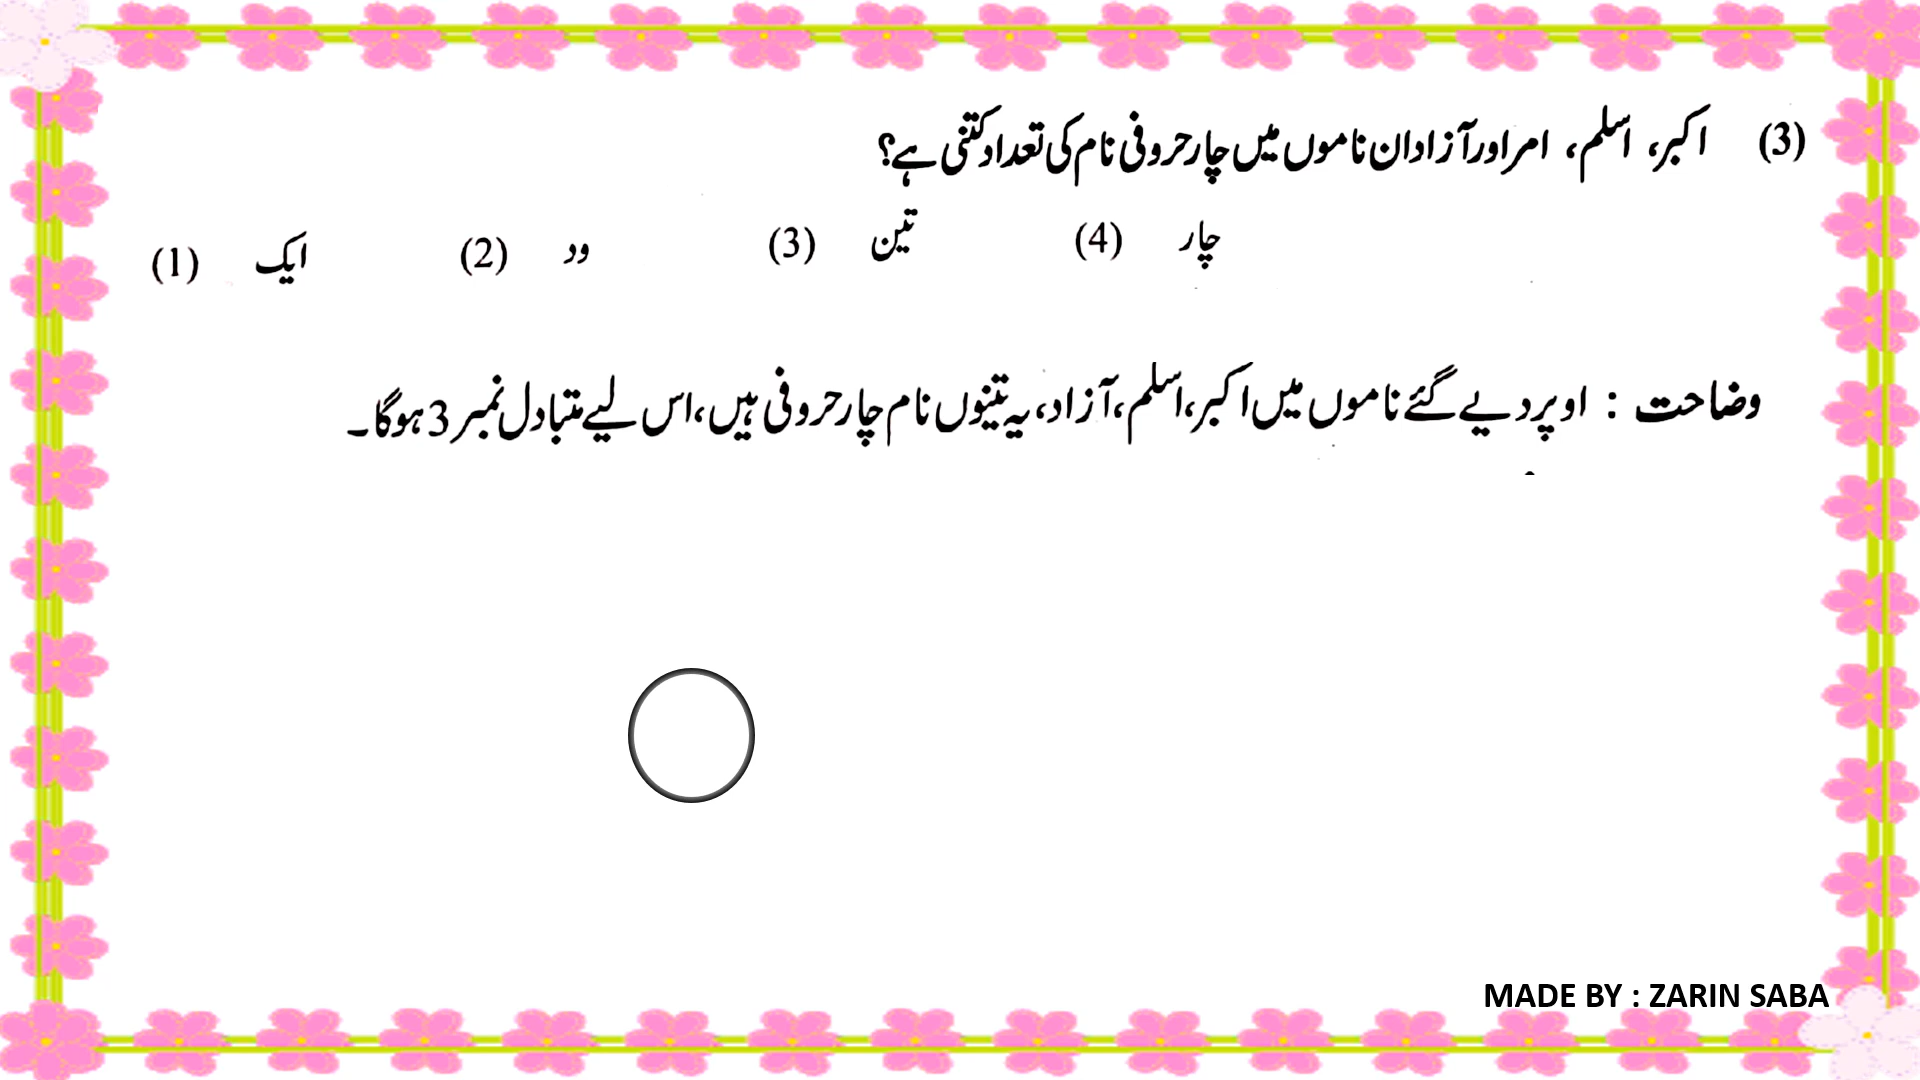 (3) اکبر، اسلم، امر اور آزاد ان ناموں میں چار حروفی نام کی تعداد کتنی ہے؟
(1) ایک (2) دو (3) تین (4) چار
وضاحت : اوپر دیے گئے ناموں میں اکبر، اسلم، آزاد، یہ تینوں نام چار حروفی ہیں، اس لیے متبادل نمبر 3 ہوگا۔
MADE BY : ZARIN SABA